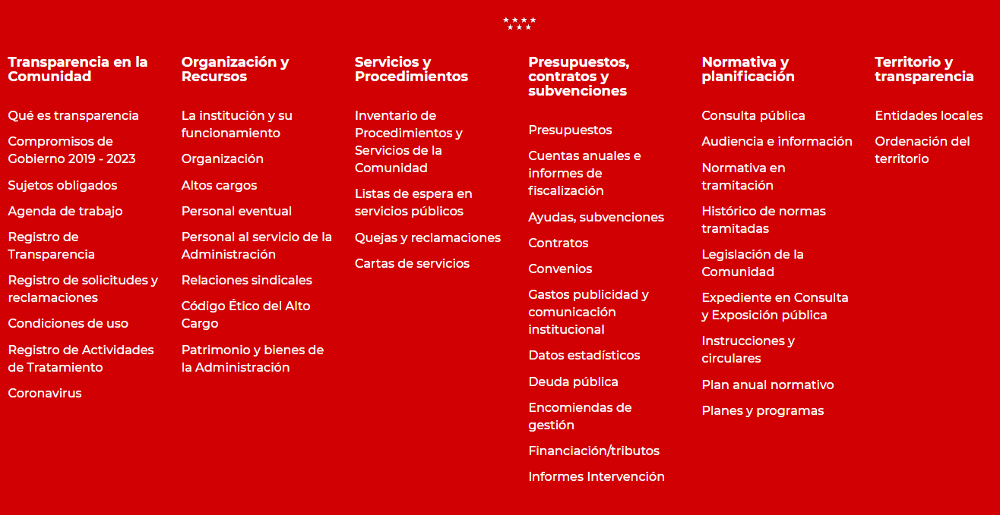 Transparencia en la
Comunidad
Qué es transparencia
Compromisos de
Gobierno 2019 - 2023
Sujetos obligados
Agenda de trabajo
Registro de
Transparencia
Registro de solicitudes y
reclamaciones
Condiciones de uso
Registro de Actividades
de Tratamiento
Coronavirus
Organización y
Recursos
La institución y su
funcionamiento
Organización
Altos cargos
Personal eventual
Personal al servicio de la
Administración
Relaciones sindicales
Código Ético del Alto
Cargo
Patrimonio y bienes de
la Administración
Servicios y
Procedimientos
Inventario de
Procedimientos y
Servicios de la
Comunidad
Listas de espera en
servicios públicos
Quejas y reclamaciones
Cartas de servicios
Presupuestos,
contratos y
subvenciones
Presupuestos
Cuentas anuales e
informes de
fiscalización
Ayudas, subvenciones
Contratos
Convenios
Gastos publicidad y
comunicación
institucional
Datos estadísticos
Deuda pública
Encomiendas de
gestión
Financiación/tributos
Informes Intervención
Normativa y
planificación
Consulta pública
Audiencia e información
Normativa en
tramitación
Histórico de normas
tramitadas
Legislación de la
Comunidad
Expediente en Consulta
y Exposición pública
Instrucciones y
circulares
Plan anual normativo
Planes y programas
Territorio y
transparencia
Entidades locales
Ordenación del
territorio